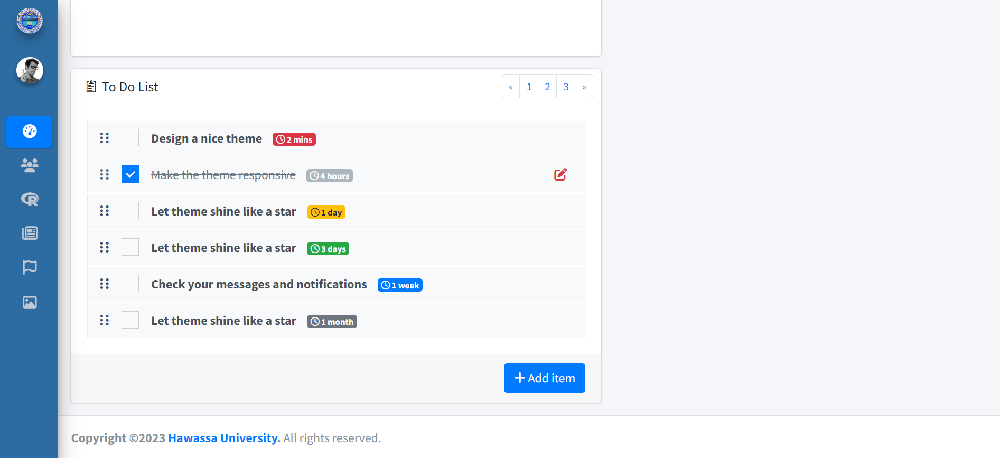 To Do List
« 1 2 3 »
Design a nice theme 2 mins
Make the theme responsive 4 hours
Let theme shine like a star 1 day
Let theme shine like a star 3 days
Check your messages and notifications 1 week
Let theme shine like a star 1 month
Add item
Copyright ©2023 Hawassa University. All rights reserved.